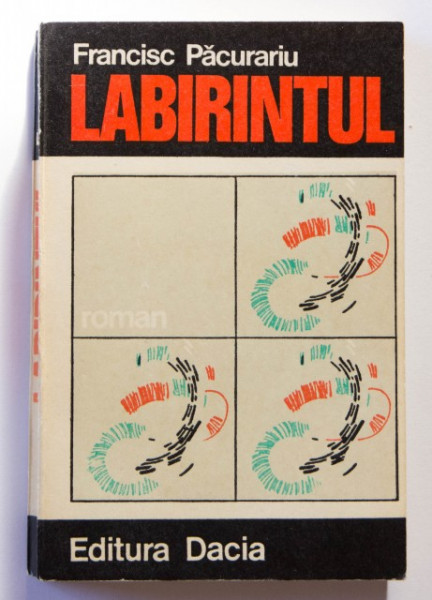 Francisc Păcurariu
LABIRINTUL
roman
Editura Dacia